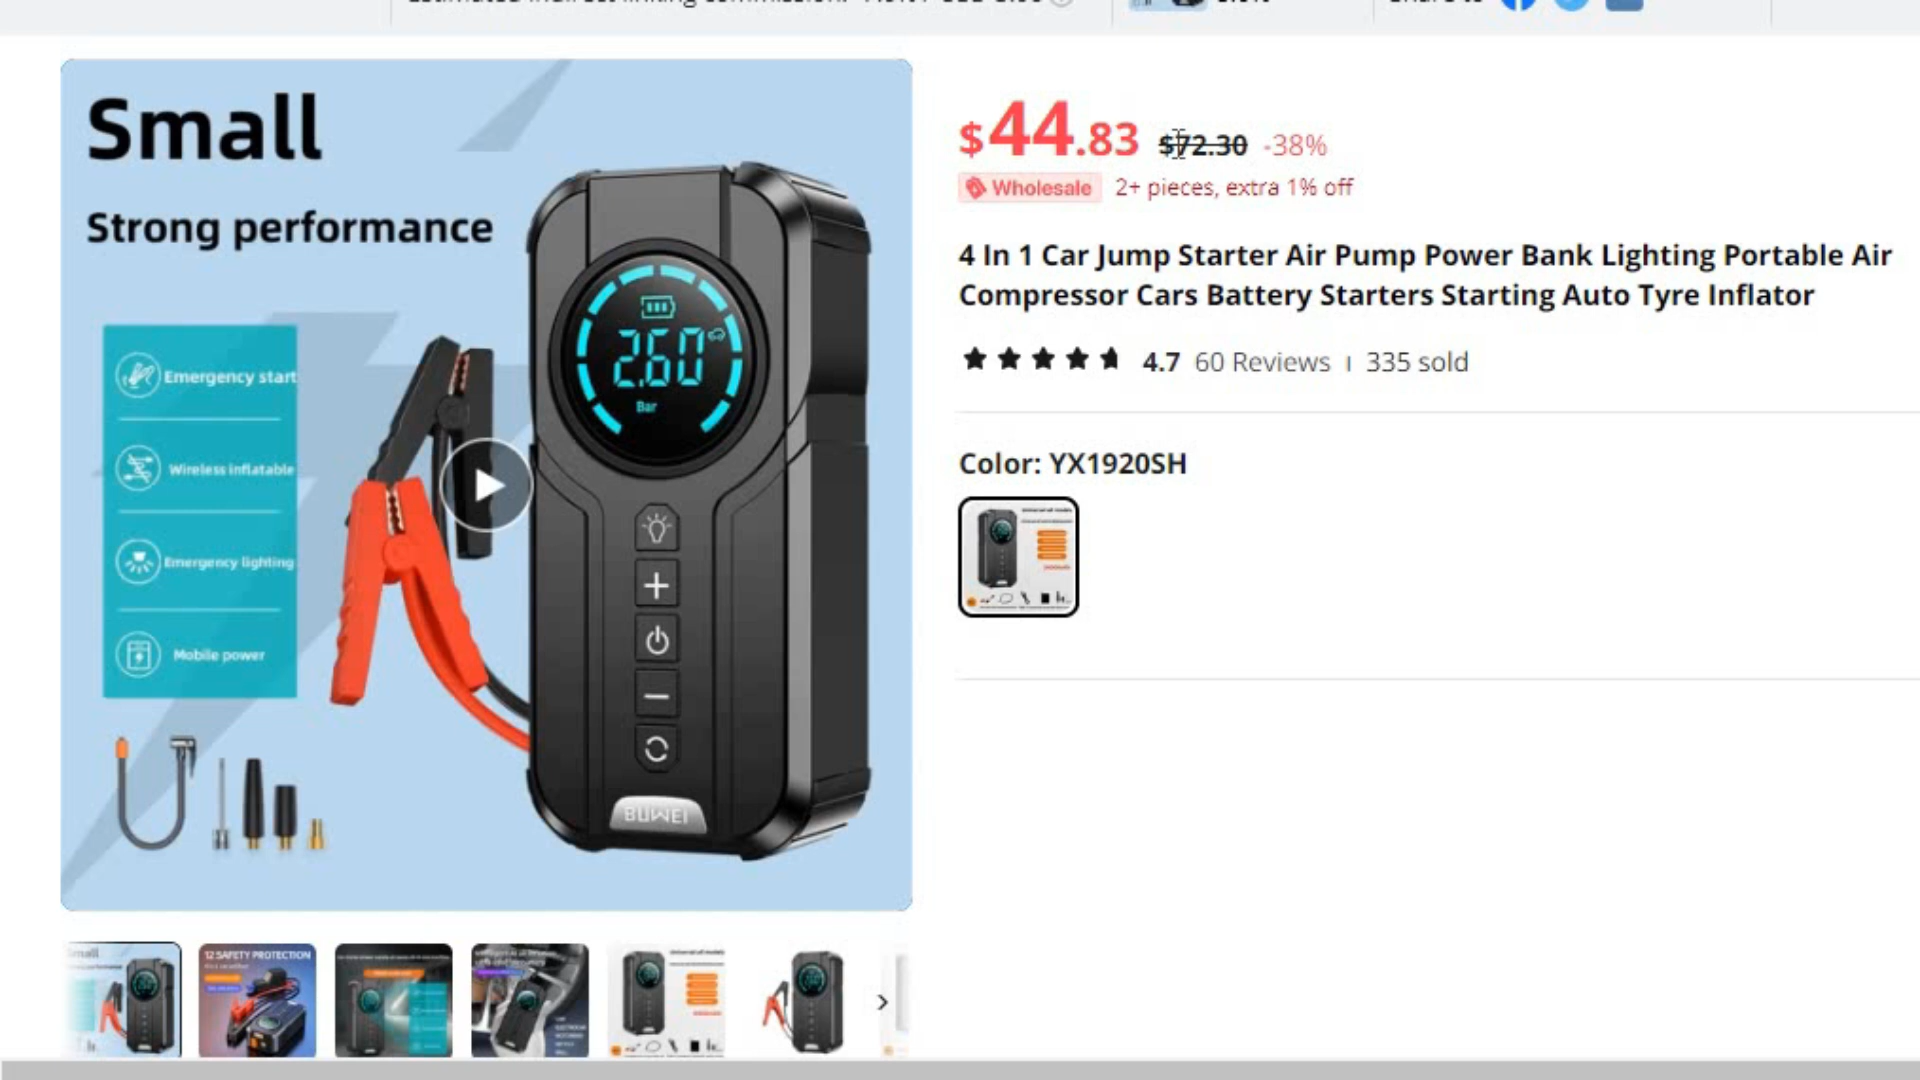 Small
Strong performance
Emergency start
Wireless inflatable
Emergency lighting
Mobile power
2.60
Bar
BUWEI
$44.83 $72.30 -38%
Wholesale 2+ pieces, extra 1% off
4 In 1 Car Jump Starter Air Pump Power Bank Lighting Portable Air
Compressor Cars Battery Starters Starting Auto Tyre Inflator
4.7 60 Reviews 335 sold
Color: YX1920SH
Small
12 SAFETY PROTECTION